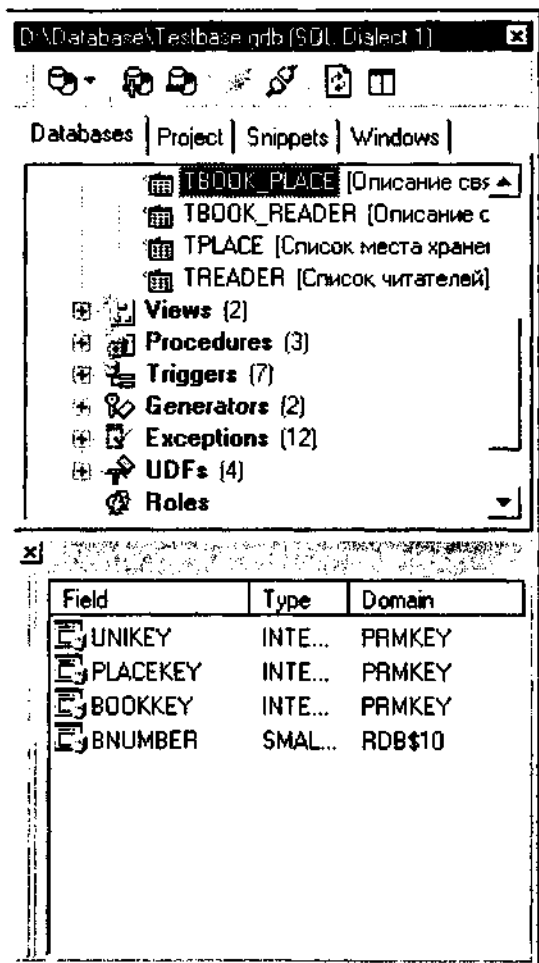 D:\Database\Testbase.gdb (SQL Dialect 1)
Databases Project Snippets Windows
TBOOK_PLACE [Описание свя
TBOOK_READER [Описание с
TPLACE [Список места хранен
TREADER [Список читателей]
Views (2)
Procedures (3)
Triggers (7)
Generators (2)
Exceptions (12)
UDFs (4)
Roles
Field Type Domain
UNIKEY INTE... PRMKEY
PLACEKEY INTE... PRMKEY
BOOKKEY INTE... PRMKEY
BNUMBER SMAL... RDB$10